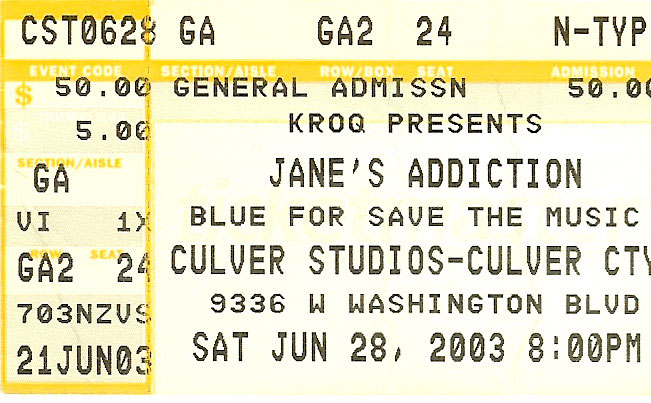 CST0628 GA GA2 24 N-TYP
EVENT CODE SECTION/AISLE ROW/BOX SEAT ADMISSION
$ 50.00 GENERAL ADMISSN 50.00
$ 5.00 KROQ PRESENTS
SECTION/AISLE
GA JANE'S ADDICTION
VI 1X BLUE FOR SAVE THE MUSIC
ROW SEAT
GA2 24 CULVER STUDIOS-CULVER CTY
703NZVS 9336 W WASHINGTON BLVD
21JUN03 SAT JUN 28, 2003 8:00PM